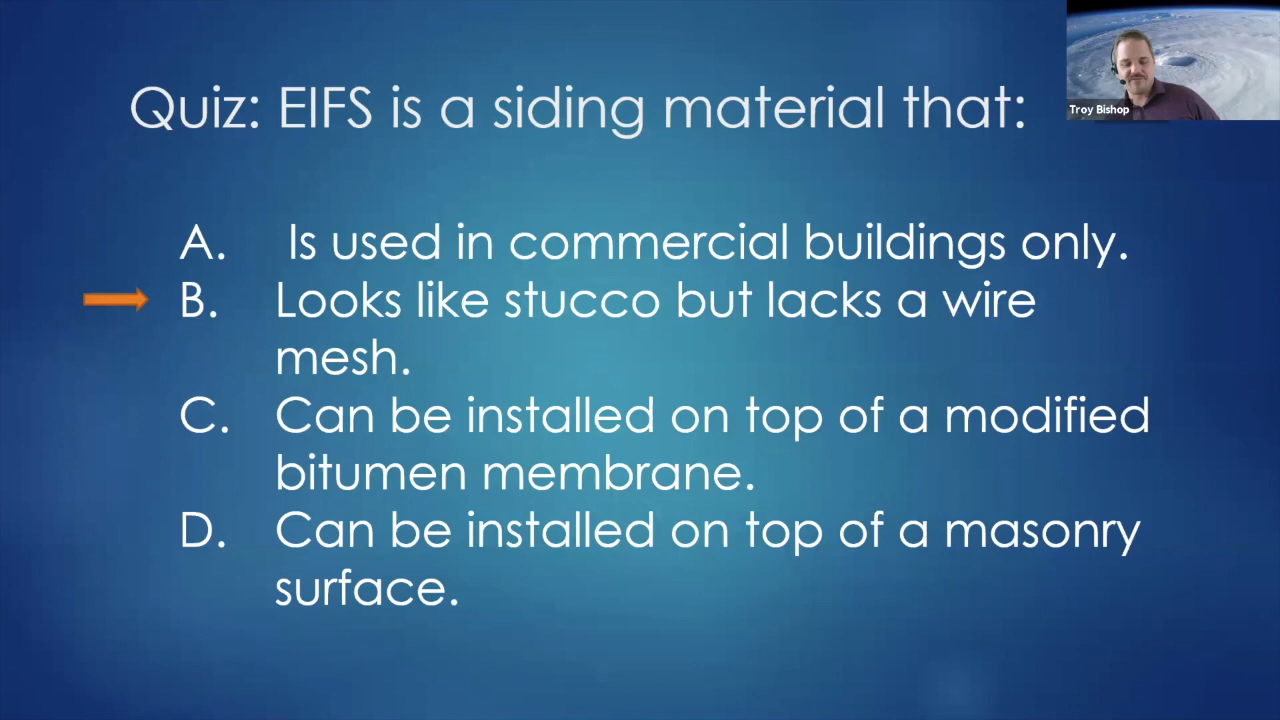 Quiz: EIFS is a siding material that:
Troy Bishop
A. Is used in commercial buildings only.
B. Looks like stucco but lacks a wire
mesh.
C. Can be installed on top of a modified
bitumen membrane.
D. Can be installed on top of a masonry
surface.